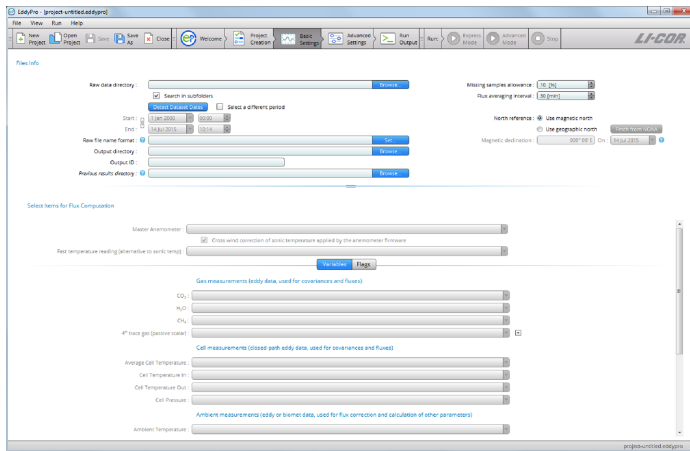 EddyPro - [project-untitled.eddypro]
File View Run Help
New Project Open Project Save Save As Close Welcome Project Creation Basic Settings Advanced Settings Run Output Run: Express Mode Advanced Mode Stop LI-COR.
Files Info
Raw data directory : Browse... Missing samples allowance : 10 [%]
Search in subfolders Flux averaging interval : 30 [min]
Detect Dataset Dates Select a different period
Start : 1 Jan 2000 00:00 North reference : Use magnetic north
End : 14 Jul 2015 10:14 Use geographic north Fetch from NOAA
Raw file name format : Set... Magnetic declination : 000° 00' E On : 14 Jul 2015
Output directory : Browse...
Output ID :
Previous results directory : Browse...
Select Items for Flux Computation
Master Anemometer :
Cross wind correction of sonic temperature applied by the anemometer firmware
Fast temperature reading (alternative to sonic temp) :
Variables Flags
Gas measurements (eddy data, used for covariances and fluxes)
CO₂ :
H₂O :
CH₄ :
4ᵗʰ trace gas (passive scalar) :
Cell measurements (closed-path eddy data, used for covariances and fluxes)
Average Cell Temperature :
Cell Temperature In :
Cell Temperature Out :
Cell Pressure :
Ambient measurements (eddy or biomet data, used for flux correction and calculation of other parameters)
Ambient Temperature :
project-untitled.eddypro